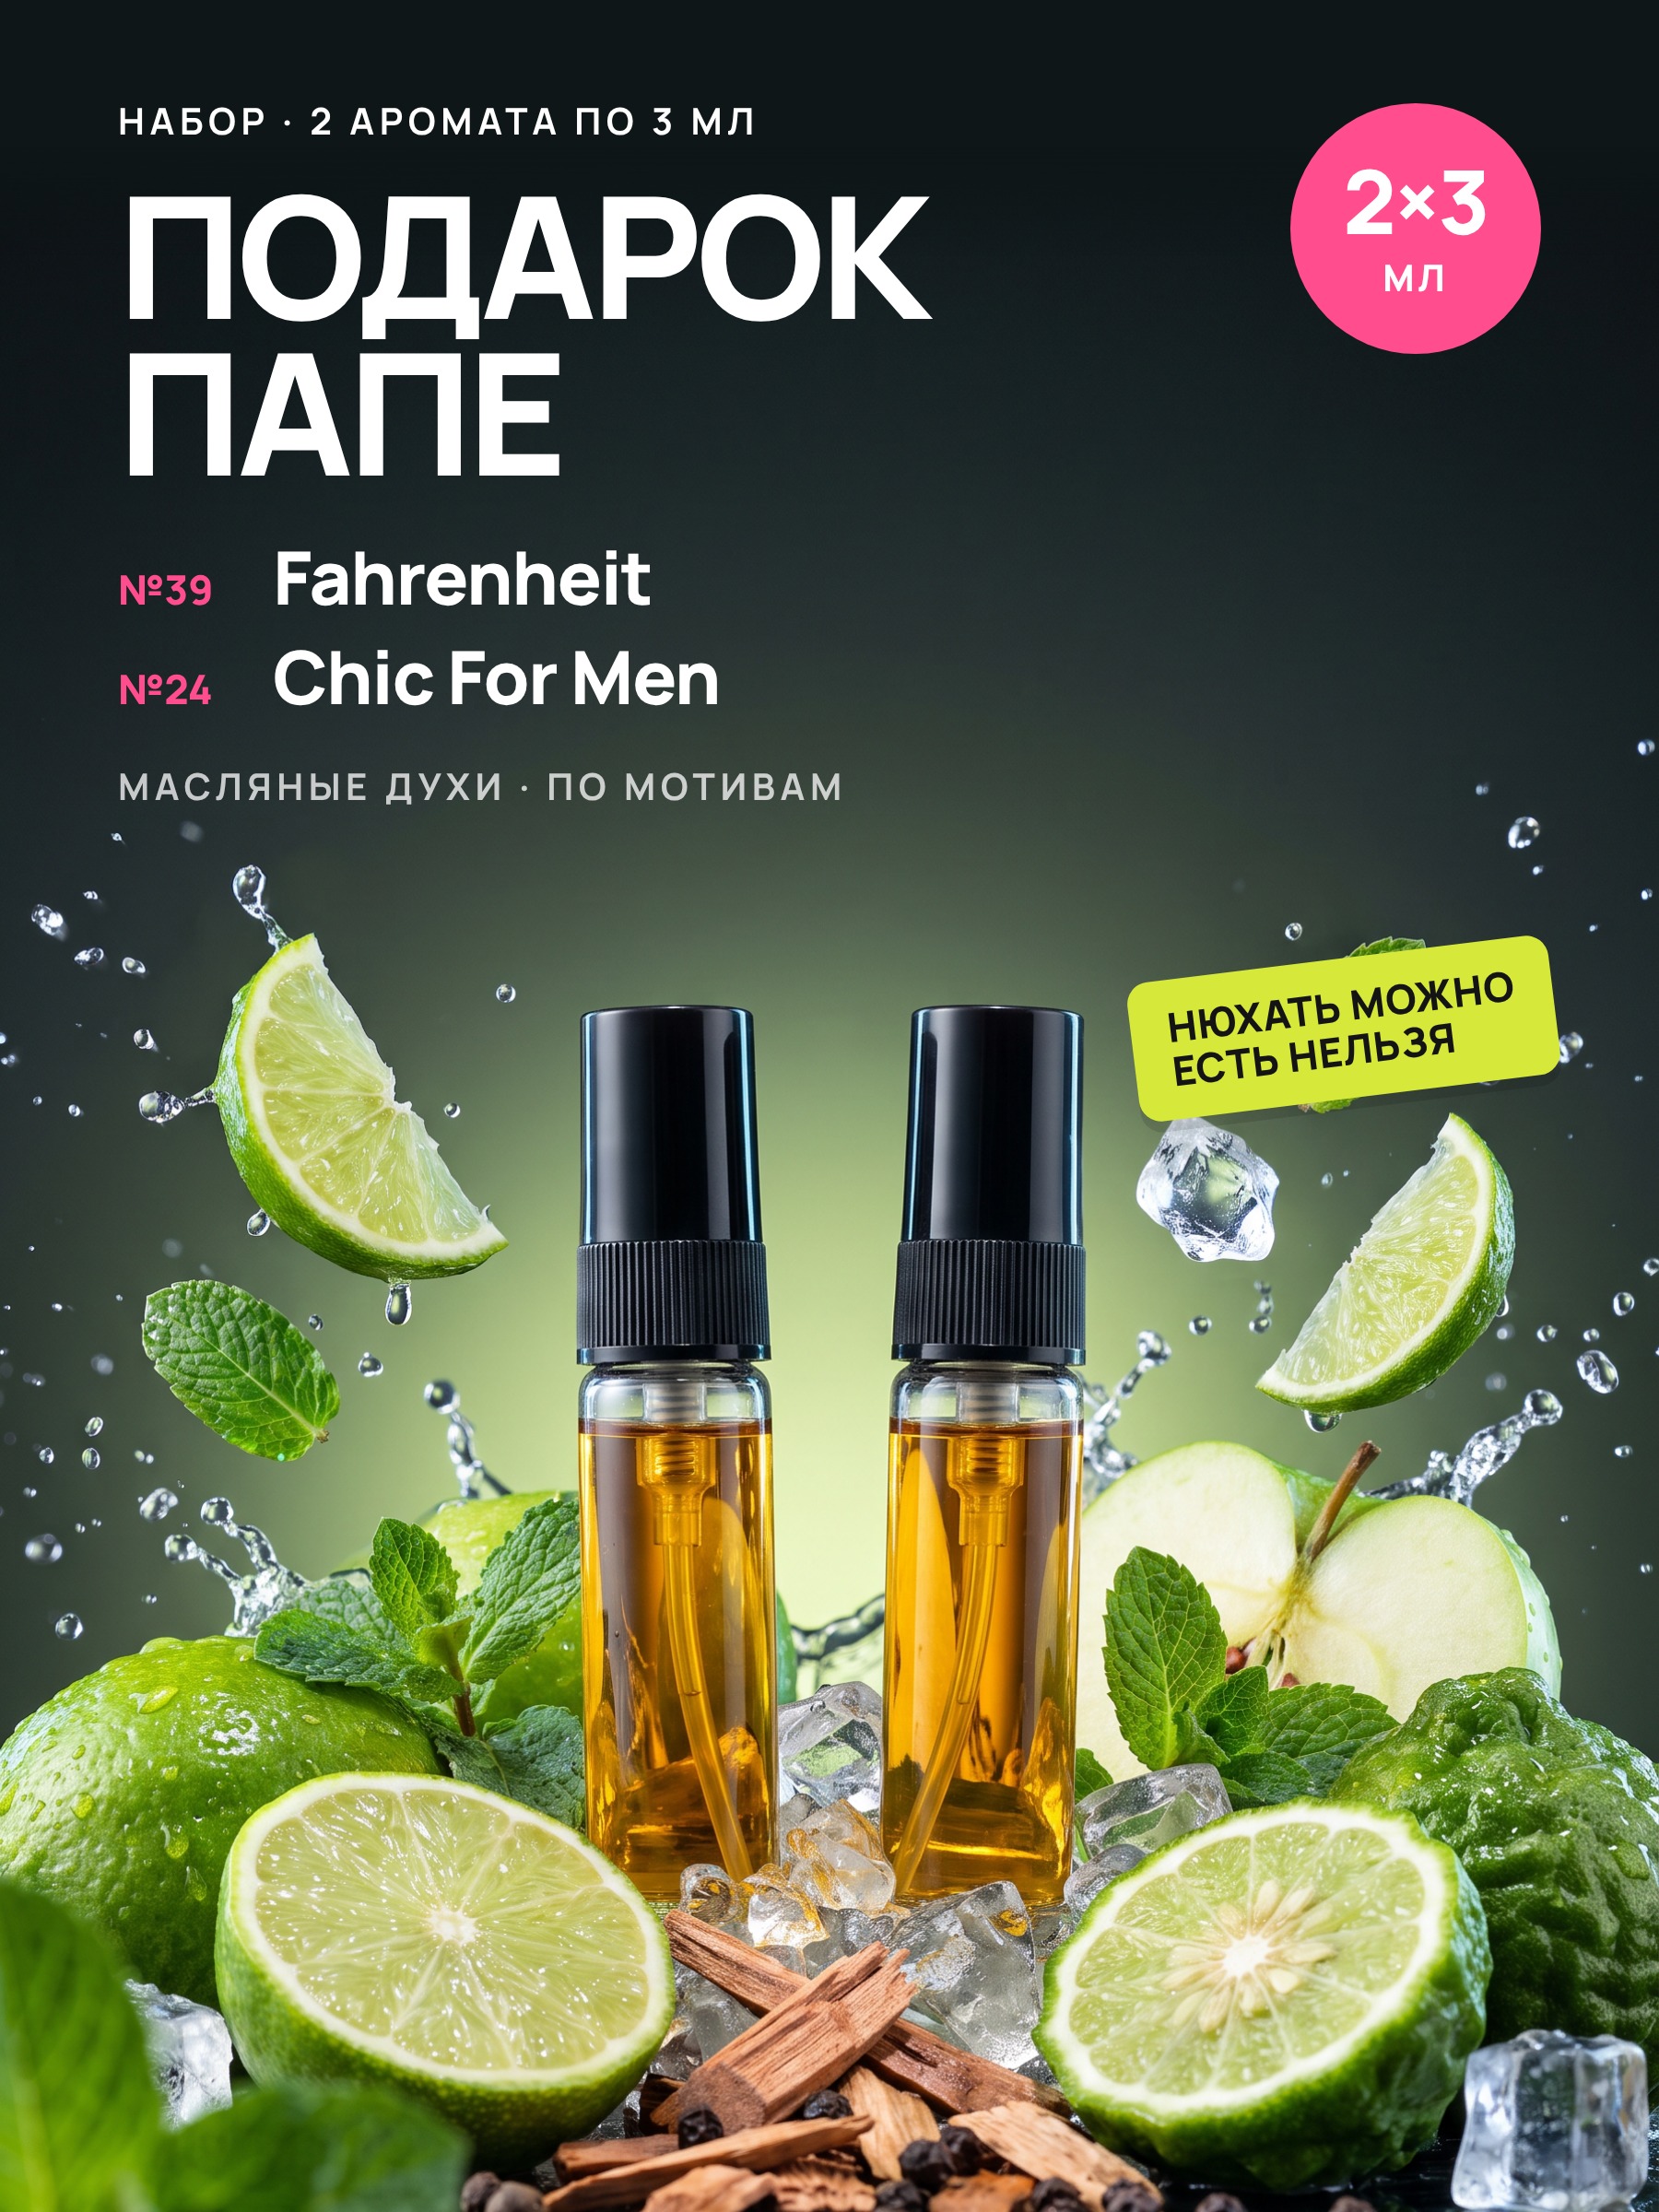 НАБОР · 2 АРОМАТА ПО 3 МЛ
ПОДАРОК
ПАПЕ
2×3
МЛ
№39 Fahrenheit
№24 Chic For Men
МАСЛЯНЫЕ ДУХИ · ПО МОТИВАМ
НЮХАТЬ МОЖНО
ЕСТЬ НЕЛЬЗЯ